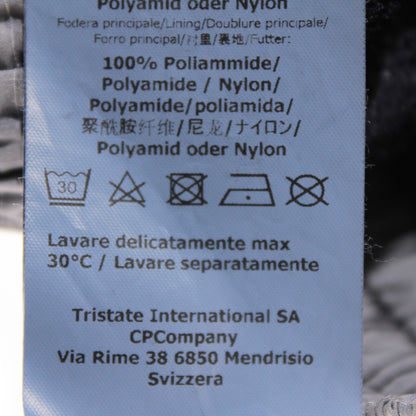 Polyamid oder Nylon
Fodera principale/Lining/Doublure principale/
Forro principal/衬里/裏地/Futter:
100% Poliammide/
Polyamide / Nylon/
Polyamide/poliamida/
聚酰胺纤维/尼龙/ナイロン/
Polyamid oder Nylon
30
Lavare delicatamente max
30°C / Lavare separatamente
Tristate International SA
CPCompany
Via Rime 38 6850 Mendrisio
Svizzera